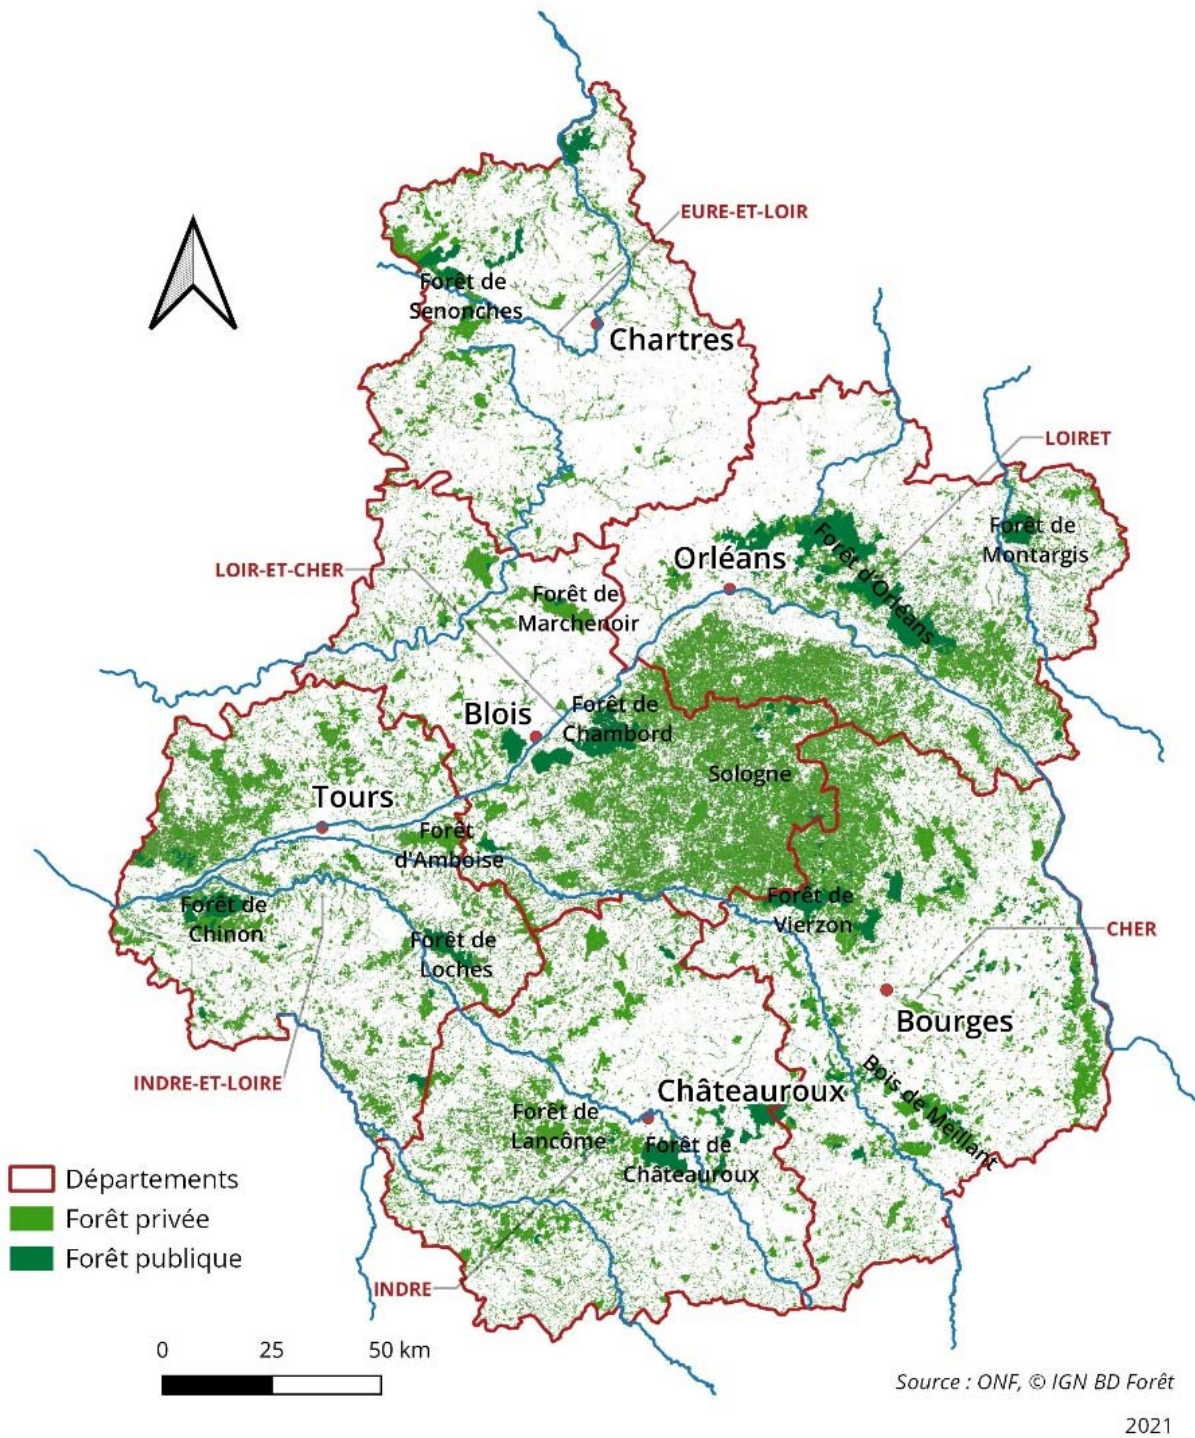 EURE-ET-LOIR
Forêt de
Senonches
Chartres
LOIRET
Forêt de
Montargis
Forêt d'Orléans
Orléans
LOIR-ET-CHER
Forêt de
Marchenoir
Blois
Forêt de
Chambord
Sologne
Tours
Forêt
d'Amboise
Forêt de
Chinon
Forêt de
Vierzon
CHER
Forêt de
Loches
Bourges
INDRE-ET-LOIRE
Châteauroux
Bois de Meillant
Forêt de
Lancôme
Forêt de
Châteauroux
Départements
Forêt privée
Forêt publique
INDRE
0 25 50 km
Source : ONF, © IGN BD Forêt
2021